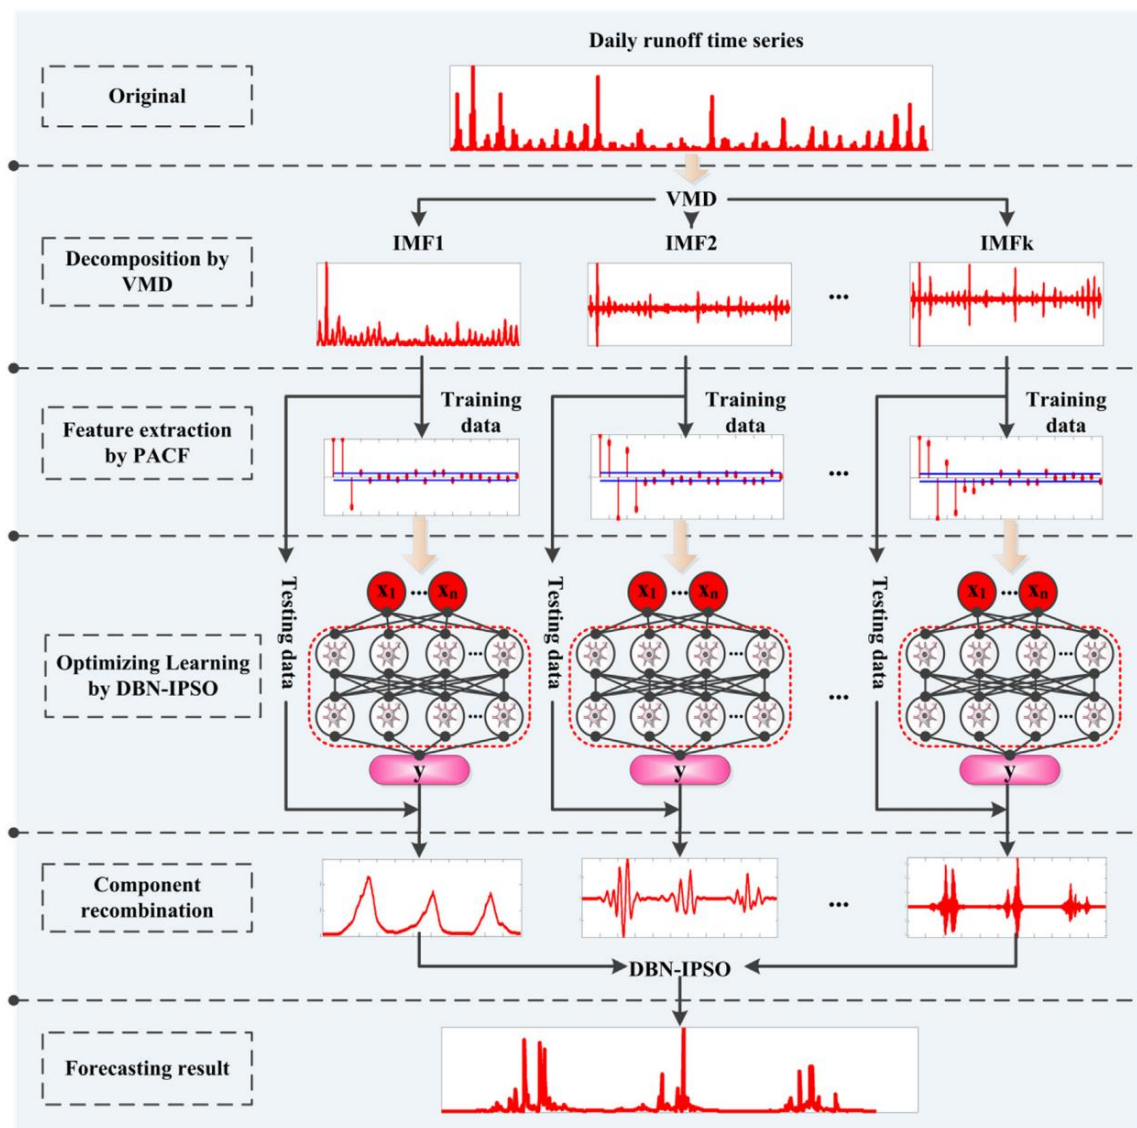 Daily runoff time series
Original
VMD
IMF1
IMF2
IMFk
Decomposition by
VMD
...
Training
data
Training
data
Training
data
Feature extraction
by PACF
...
Testing data
x1 ... xn
Testing data
x1 ... xn
Testing data
x1 ... xn
...
...
...
Optimizing Learning
by DBN-IPSO
...
...
...
...
y
y
y
Component
recombination
...
DBN-IPSO
Forecasting result